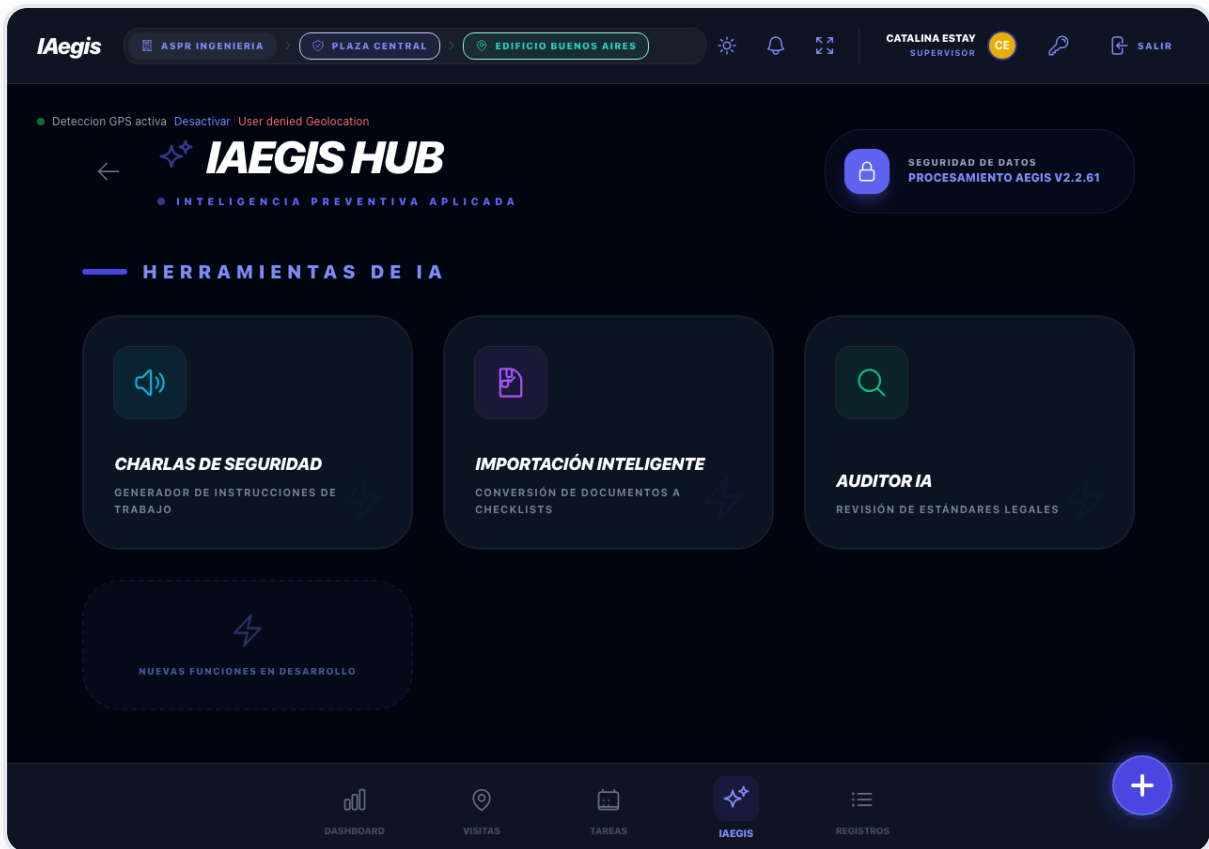 IAegis
ASPR INGENIERIA
PLAZA CENTRAL
EDIFICIO BUENOS AIRES
CATALINA ESTAY
SUPERVISOR
CE
SALIR
Deteccion GPS activa Desactivar User denied Geolocation
IAEGIS HUB
INTELIGENCIA PREVENTIVA APLICADA
SEGURIDAD DE DATOS
PROCESAMIENTO AEGIS V2.2.61
HERRAMIENTAS DE IA
CHARLAS DE SEGURIDAD
GENERADOR DE INSTRUCCIONES DE
TRABAJO
IMPORTACIÓN INTELIGENTE
CONVERSIÓN DE DOCUMENTOS A
CHECKLISTS
AUDITOR IA
REVISIÓN DE ESTÁNDARES LEGALES
NUEVAS FUNCIONES EN DESARROLLO
DASHBOARD
VISITAS
TAREAS
IAEGIS
REGISTROS